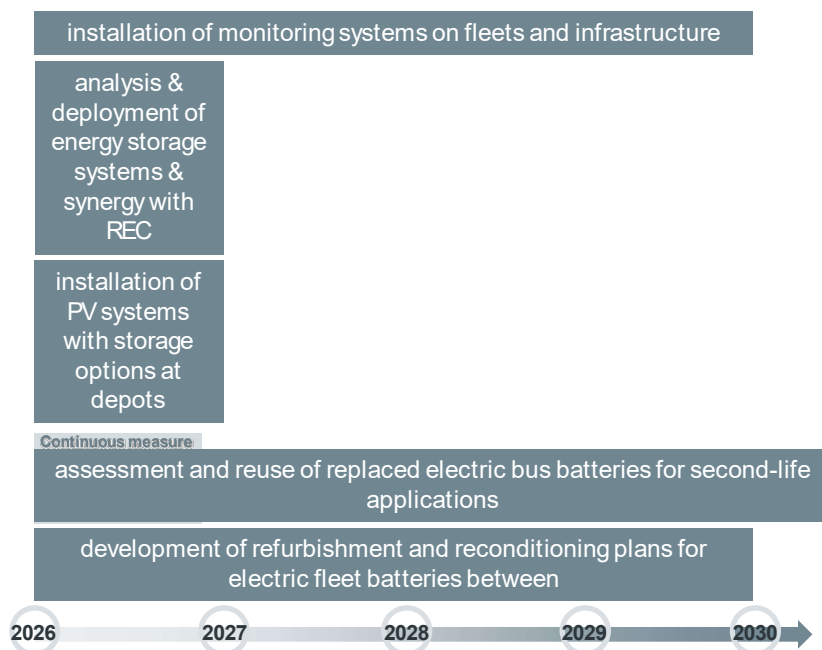 installation of monitoring systems on fleets and infrastructure
analysis &
deployment of
energy storage
systems &
synergy with
REC
installation of
PV systems
with storage
options at
depots
Continuous measure
assessment and reuse of replaced electric bus batteries for second-life
applications
development of refurbishment and reconditioning plans for
electric fleet batteries between
2026 2027 2028 2029 2030